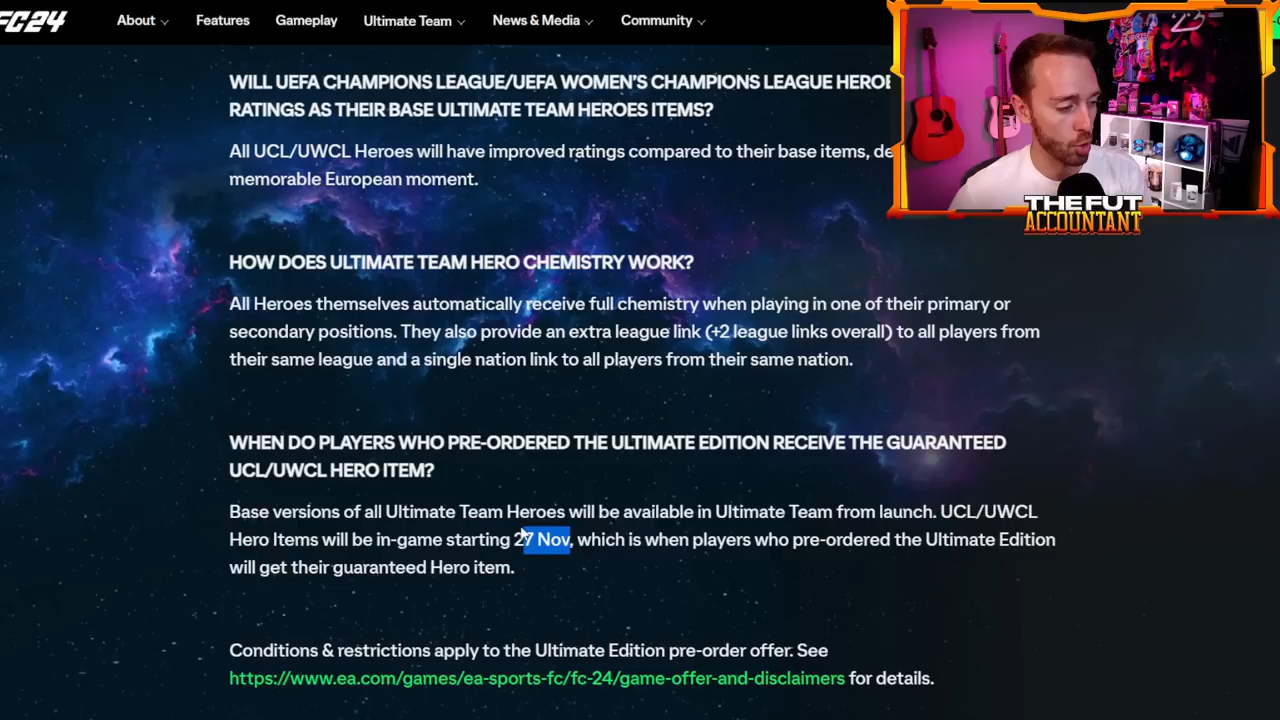 FC24
About
Features
Gameplay
Ultimate Team
News & Media
Community
WILL UEFA CHAMPIONS LEAGUE/UEFA WOMEN'S CHAMPIONS LEAGUE HEROE
RATINGS AS THEIR BASE ULTIMATE TEAM HEROES ITEMS?
All UCL/UWCL Heroes will have improved ratings compared to their base items, de
memorable European moment.
THE FUT
ACCOUNTANT
HOW DOES ULTIMATE TEAM HERO CHEMISTRY WORK?
All Heroes themselves automatically receive full chemistry when playing in one of their primary or
secondary positions. They also provide an extra league link (+2 league links overall) to all players from
their same league and a single nation link to all players from their same nation.
WHEN DO PLAYERS WHO PRE-ORDERED THE ULTIMATE EDITION RECEIVE THE GUARANTEED
UCL/UWCL HERO ITEM?
Base versions of all Ultimate Team Heroes will be available in Ultimate Team from launch. UCL/UWCL
Hero Items will be in-game starting 27 Nov, which is when players who pre-ordered the Ultimate Edition
will get their guaranteed Hero item.
Conditions & restrictions apply to the Ultimate Edition pre-order offer. See
https://www.ea.com/games/ea-sports-fc/fc-24/game-offer-and-disclaimers for details.